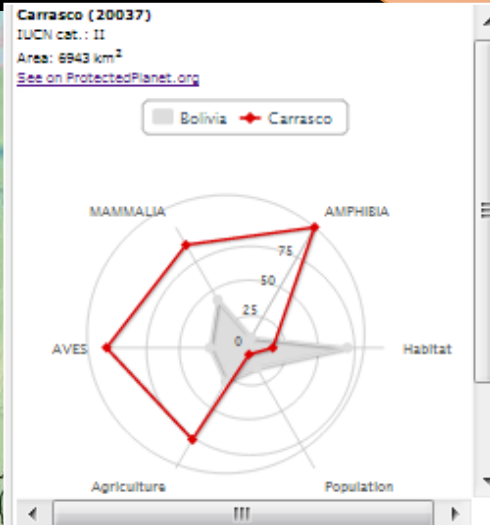 Carrasco (20037)
IUCN cat.: II
Area: 6943 km²
See on ProtectedPlanet.org
Bolivia Carrasco
MAMMALIA AMPHIBIA
75
50
25
0
AVES Habitat
Agriculture Population